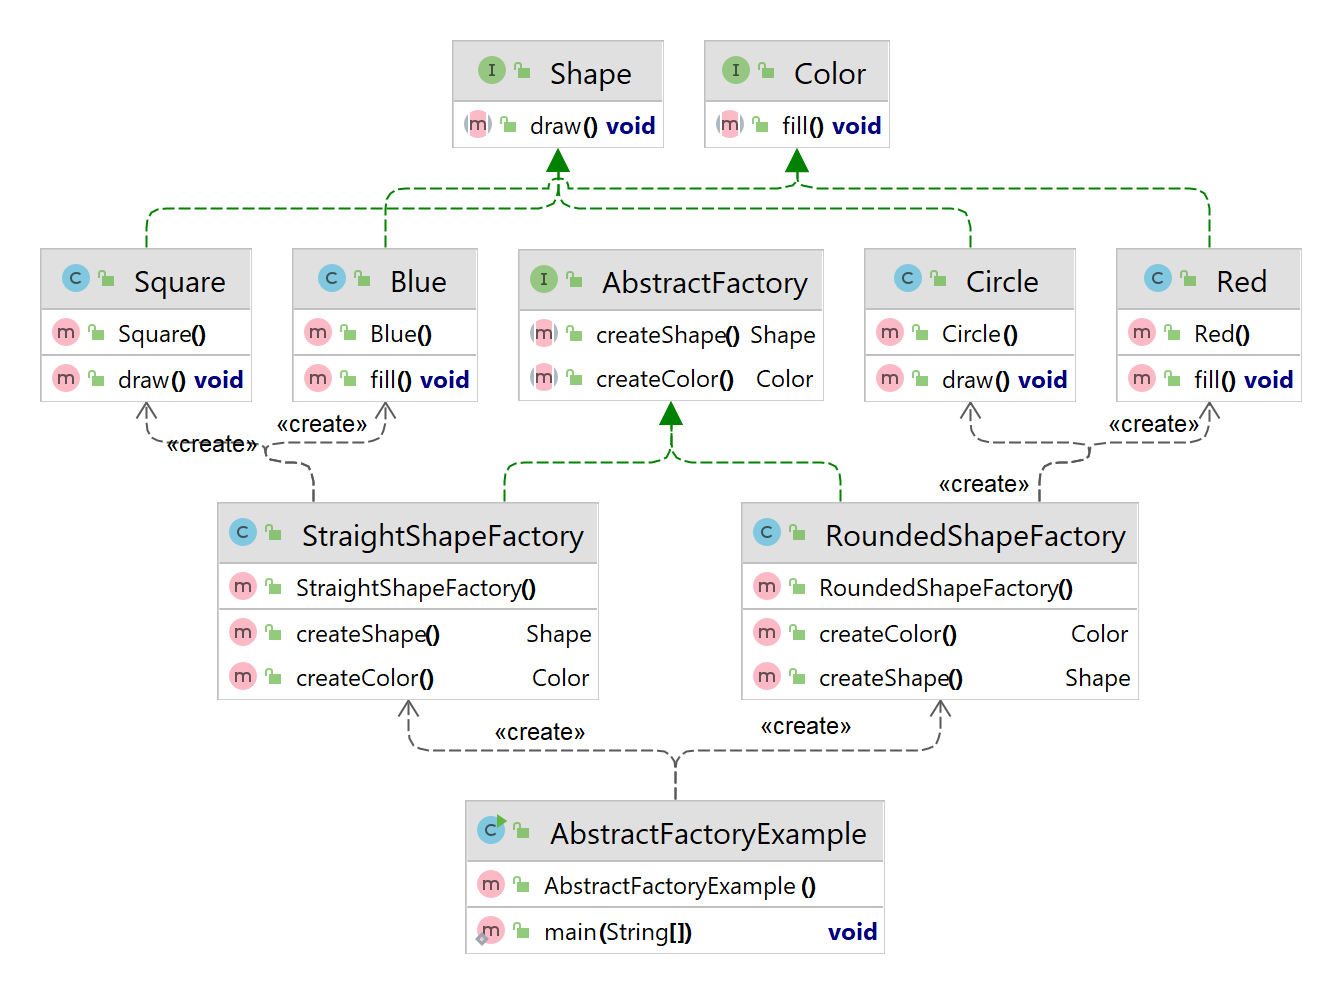 Shape
draw() void
Color
fill() void
Square
Square()
draw() void
Blue
Blue()
fill() void
AbstractFactory
createShape() Shape
createColor() Color
Circle
Circle()
draw() void
Red
Red()
fill() void
«create»
«create»
«create»
«create»
StraightShapeFactory
StraightShapeFactory()
createShape() Shape
createColor() Color
RoundedShapeFactory
RoundedShapeFactory()
createColor() Color
createShape() Shape
«create»
«create»
AbstractFactoryExample
AbstractFactoryExample ()
main(String[]) void